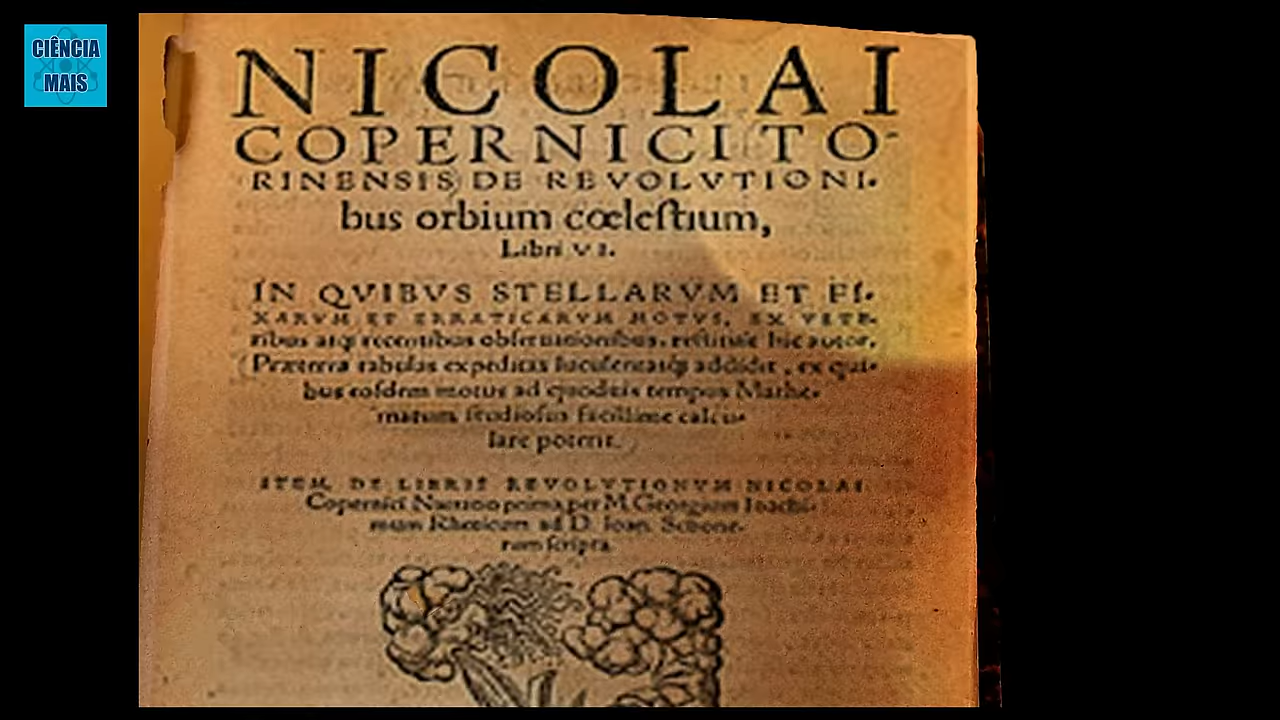 CIÊNCIA
MAIS
NICOLAI
COPERNICI TO-
RINENSIS DE REVOLVTIONI-
bus orbium cœleſtium,
Libri VI.
IN QVIBVS STELLARVM ET FI-
XARVM ET ERRATICARVM MOTVS, EX VETE-
ribus atq; recentibus obſeruationibus, reſtituit hic autor.
Præterea tabulas expeditas luculentasq; addidit, ex qui-
bus eoſdem motus ad quoduis tempus Mathe-
matum ſtudioſus facillime calcu-
lare poterit.
ITEM, DE LIBRIS REVOLVTIONVM NICOLAI
Copernici Narratio prima, per M. Georgium Ioachi-
mum Rheticum ad D. Ioan. Schone-
rum ſcripta.